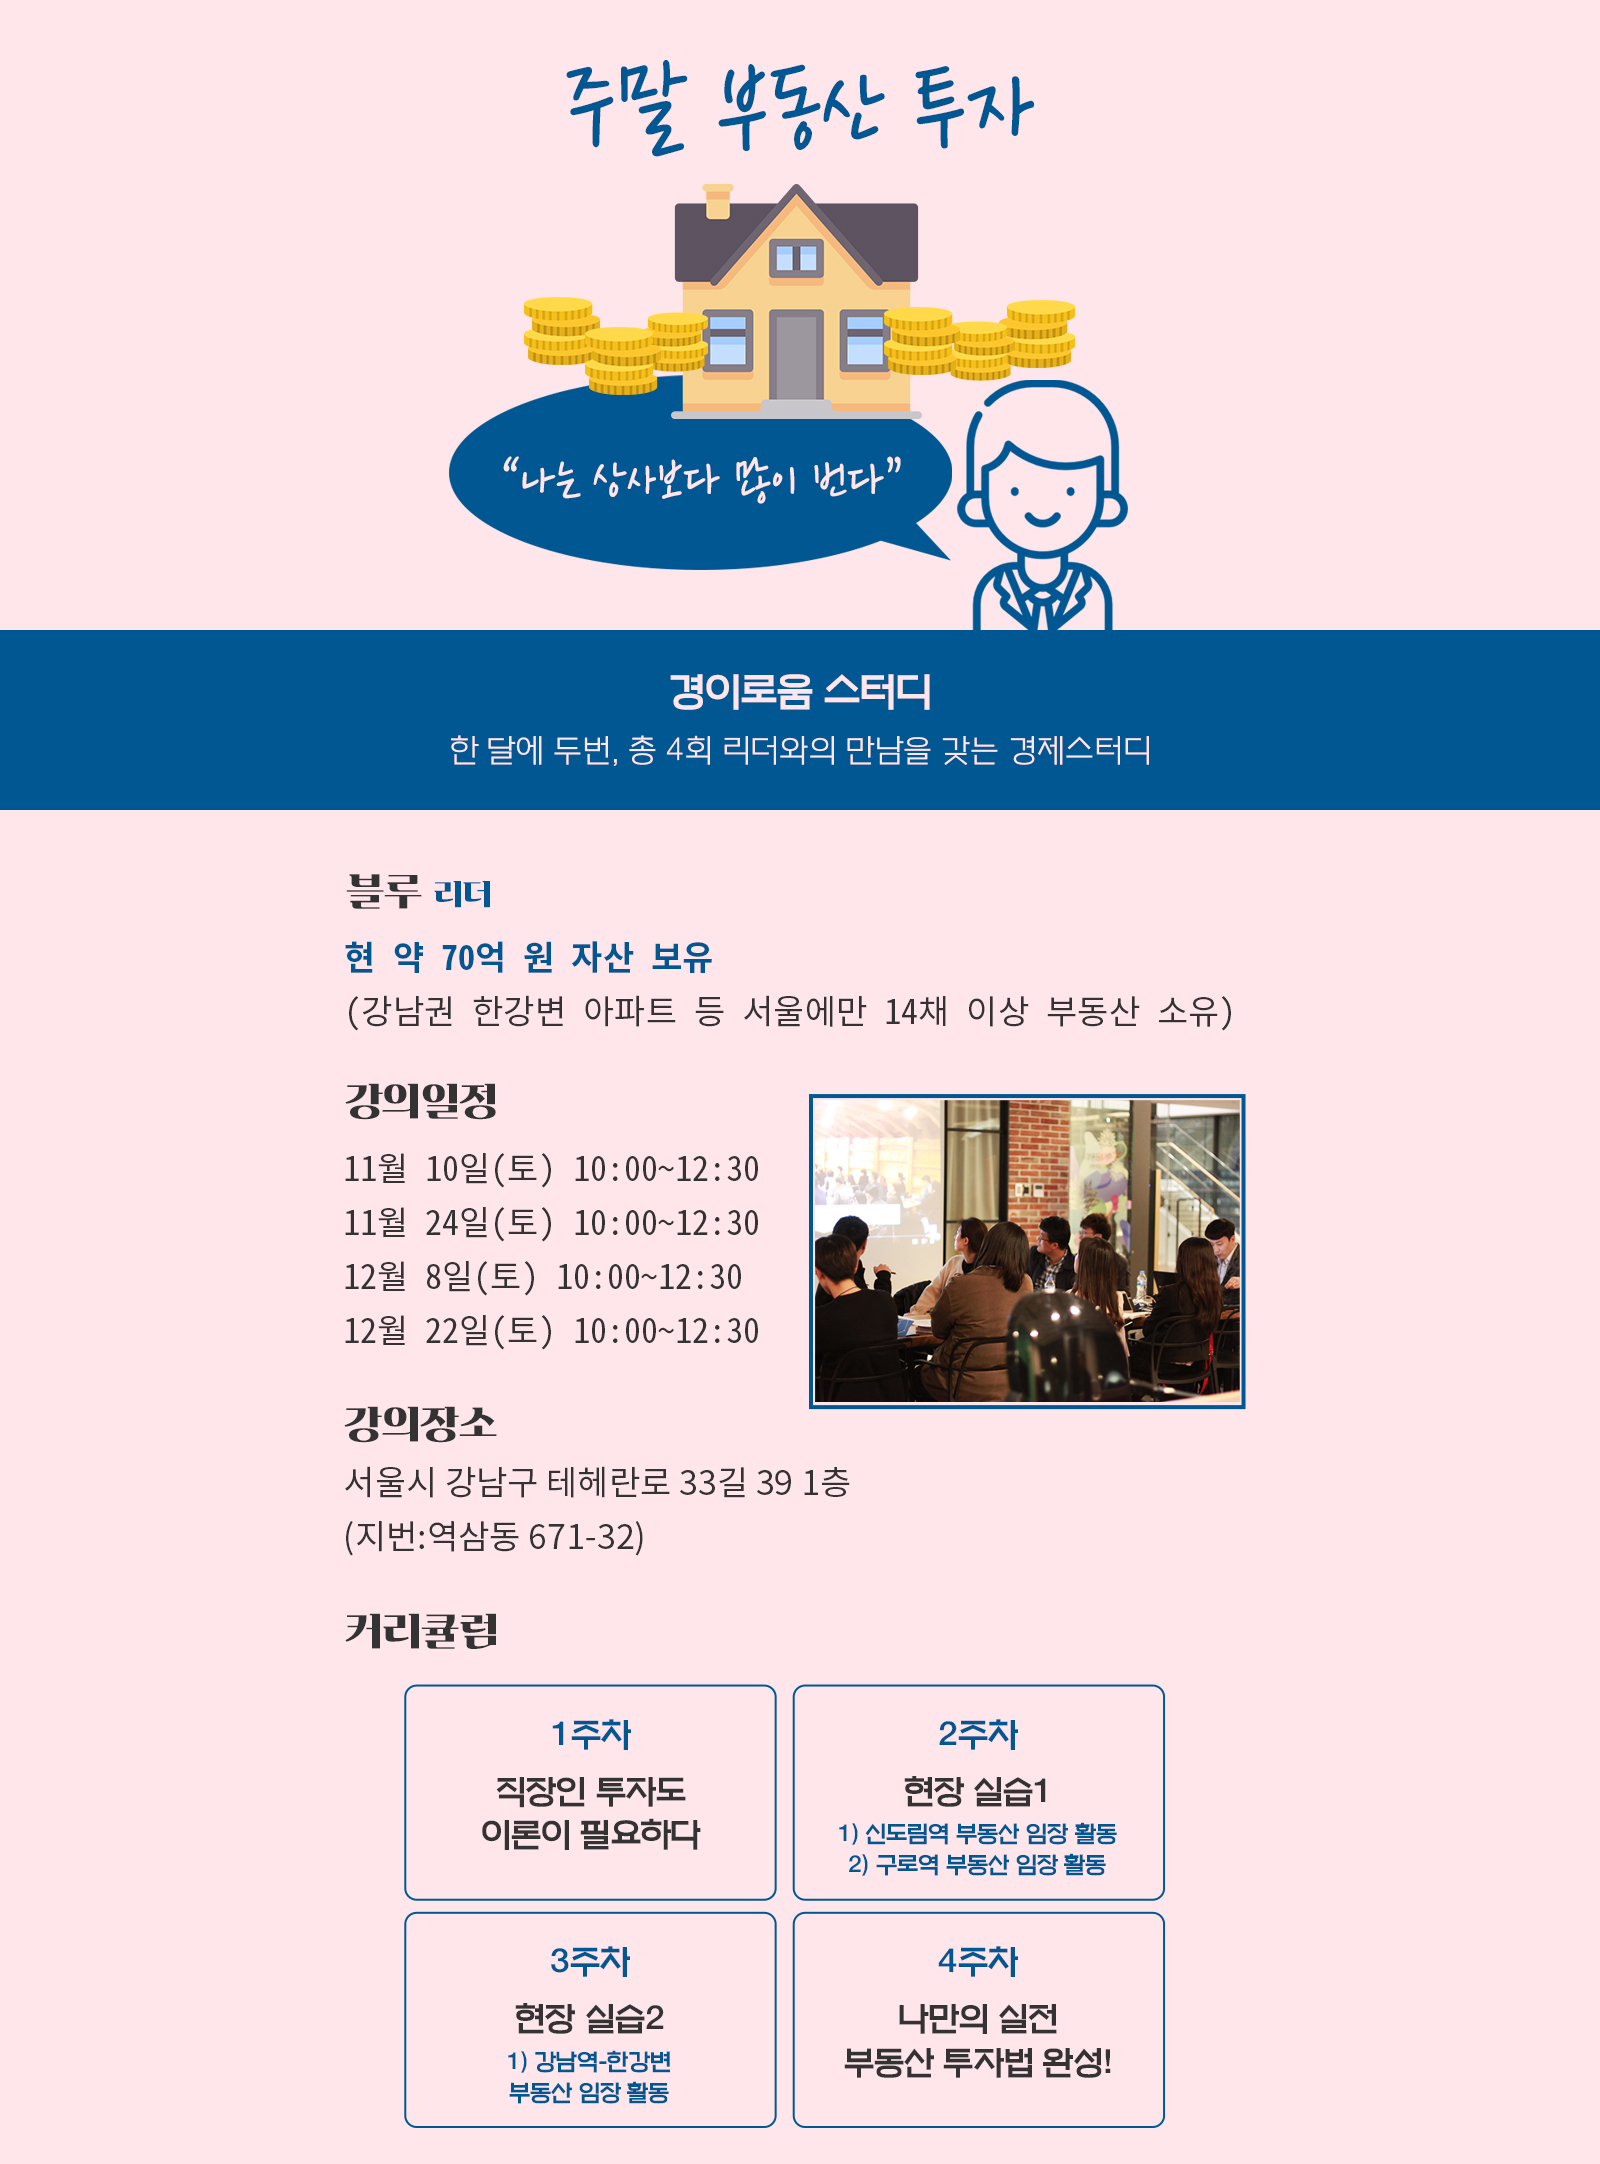 주말 부동산 투자
“나는 상사보다 많이 번다”
경이로움 스터디
한 달에 두번, 총 4회 리더와의 만남을 갖는 경제스터디
블루 리더
현 약 70억 원 자산 보유
(강남권 한강변 아파트 등 서울에만 14채 이상 부동산 소유)
강의일정
11월 10일(토) 10:00~12:30
11월 24일(토) 10:00~12:30
12월 8일(토) 10:00~12:30
12월 22일(토) 10:00~12:30
강의장소
서울시 강남구 테헤란로 33길 39 1층
(지번:역삼동 671-32)
커리큘럼
1주차
직장인 투자도
이론이 필요하다
2주차
현장 실습1
1) 신도림역 부동산 임장 활동
2) 구로역 부동산 임장 활동
3주차
현장 실습2
1) 강남역-한강변
부동산 임장 활동
4주차
나만의 실전
부동산 투자법 완성!